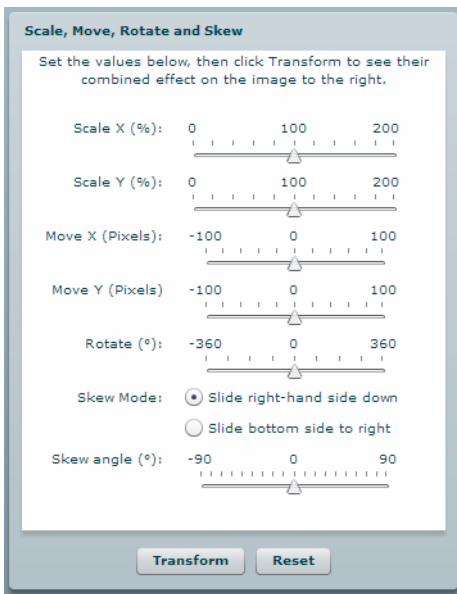 Scale, Move, Rotate and Skew
Set the values below, then click Transform to see their
combined effect on the image to the right.
Scale X (%): 0 100 200
Scale Y (%): 0 100 200
Move X (Pixels): -100 0 100
Move Y (Pixels) -100 0 100
Rotate (°): -360 0 360
Skew Mode: Slide right-hand side down
Slide bottom side to right
Skew angle (°): -90 0 90
Transform Reset